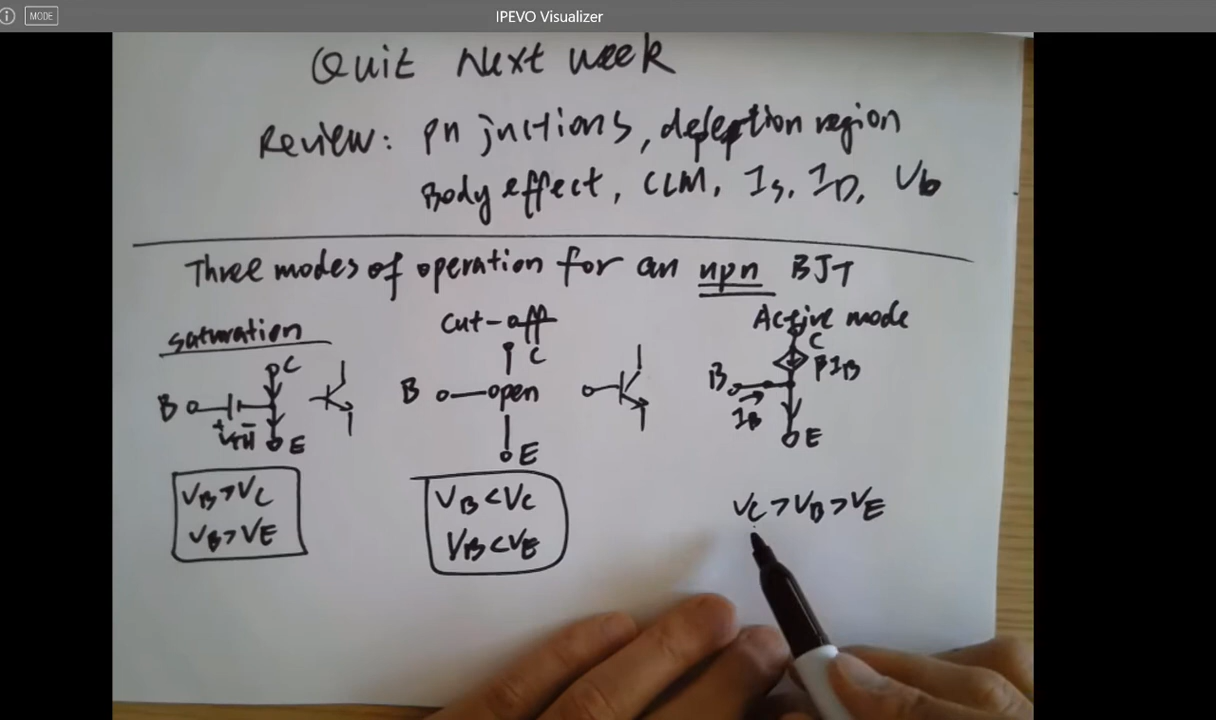 MODE
IPEVO Visualizer
Quit Next week
Review: pn junctions, depleption region
Body effect, CLM, Is, ID, Vb
Three modes of operation for an npn BJT
saturation
Cut-off
Active mode
C
B
+ VTH -
E
C
B
open
E
C
B
βIB
IB
E
VB>VC
VB>VE
VB<VC
VB<VE
VC>VB>VE